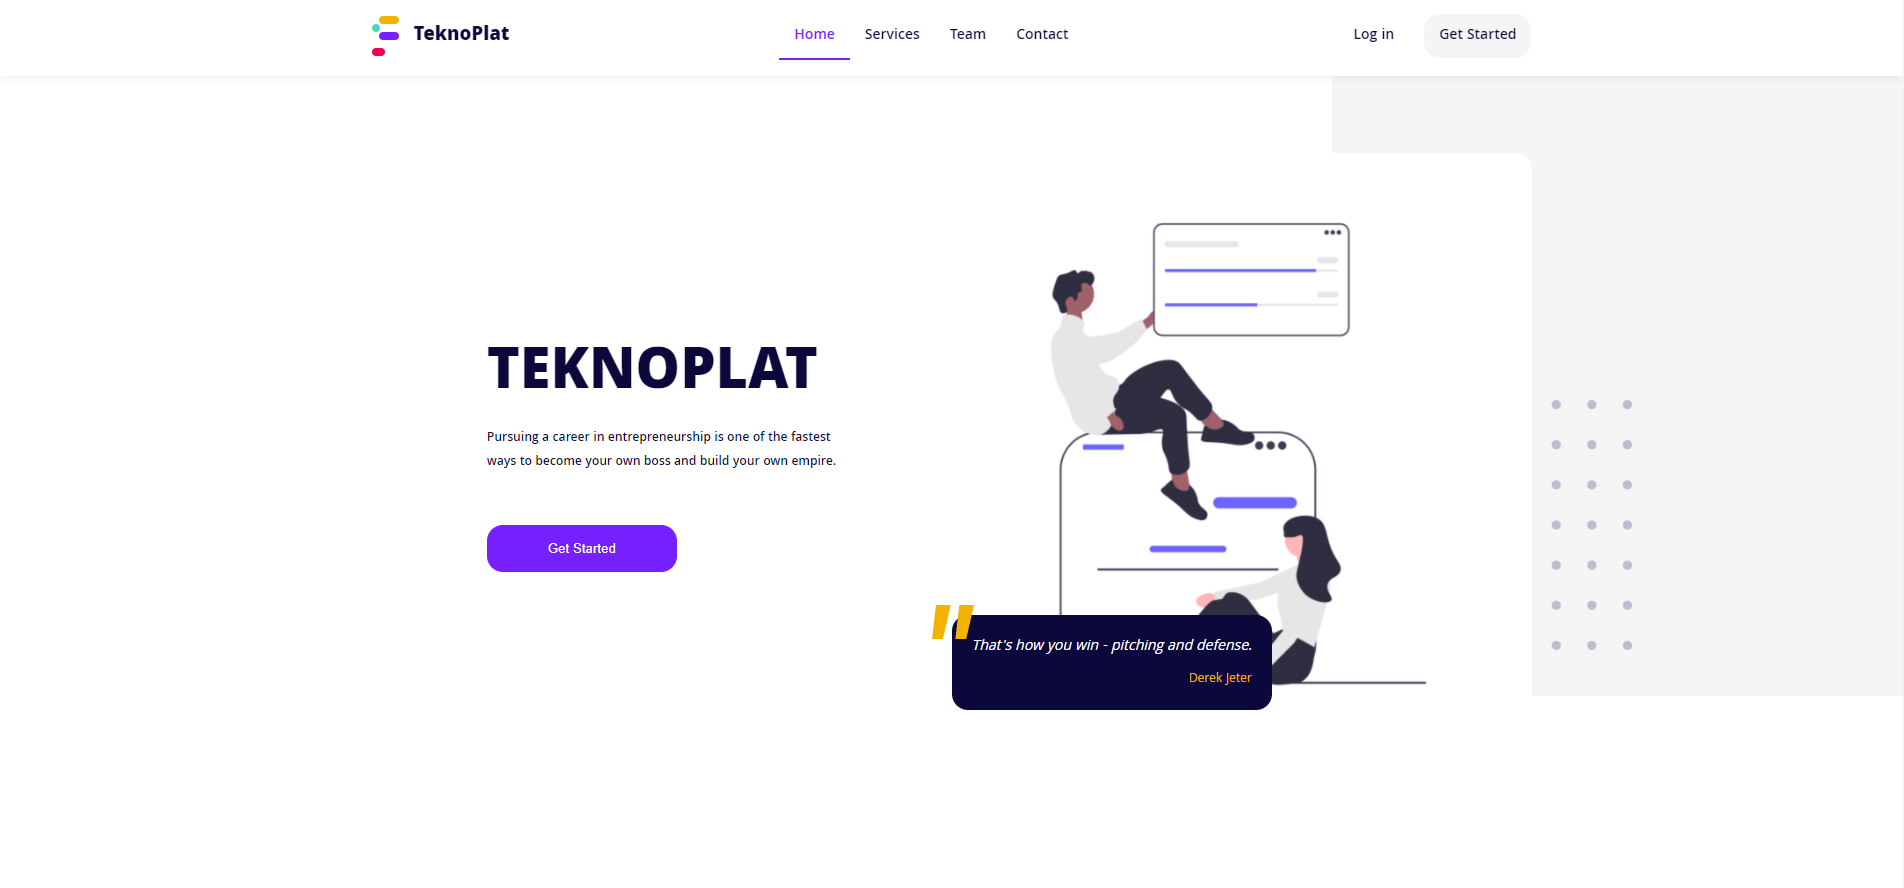 TeknoPlat
Home Services Team Contact
Log in Get Started
TEKNOPLAT
Pursuing a career in entrepreneurship is one of the fastest
ways to become your own boss and build your own empire.
Get Started
"
That's how you win - pitching and defense.
Derek Jeter